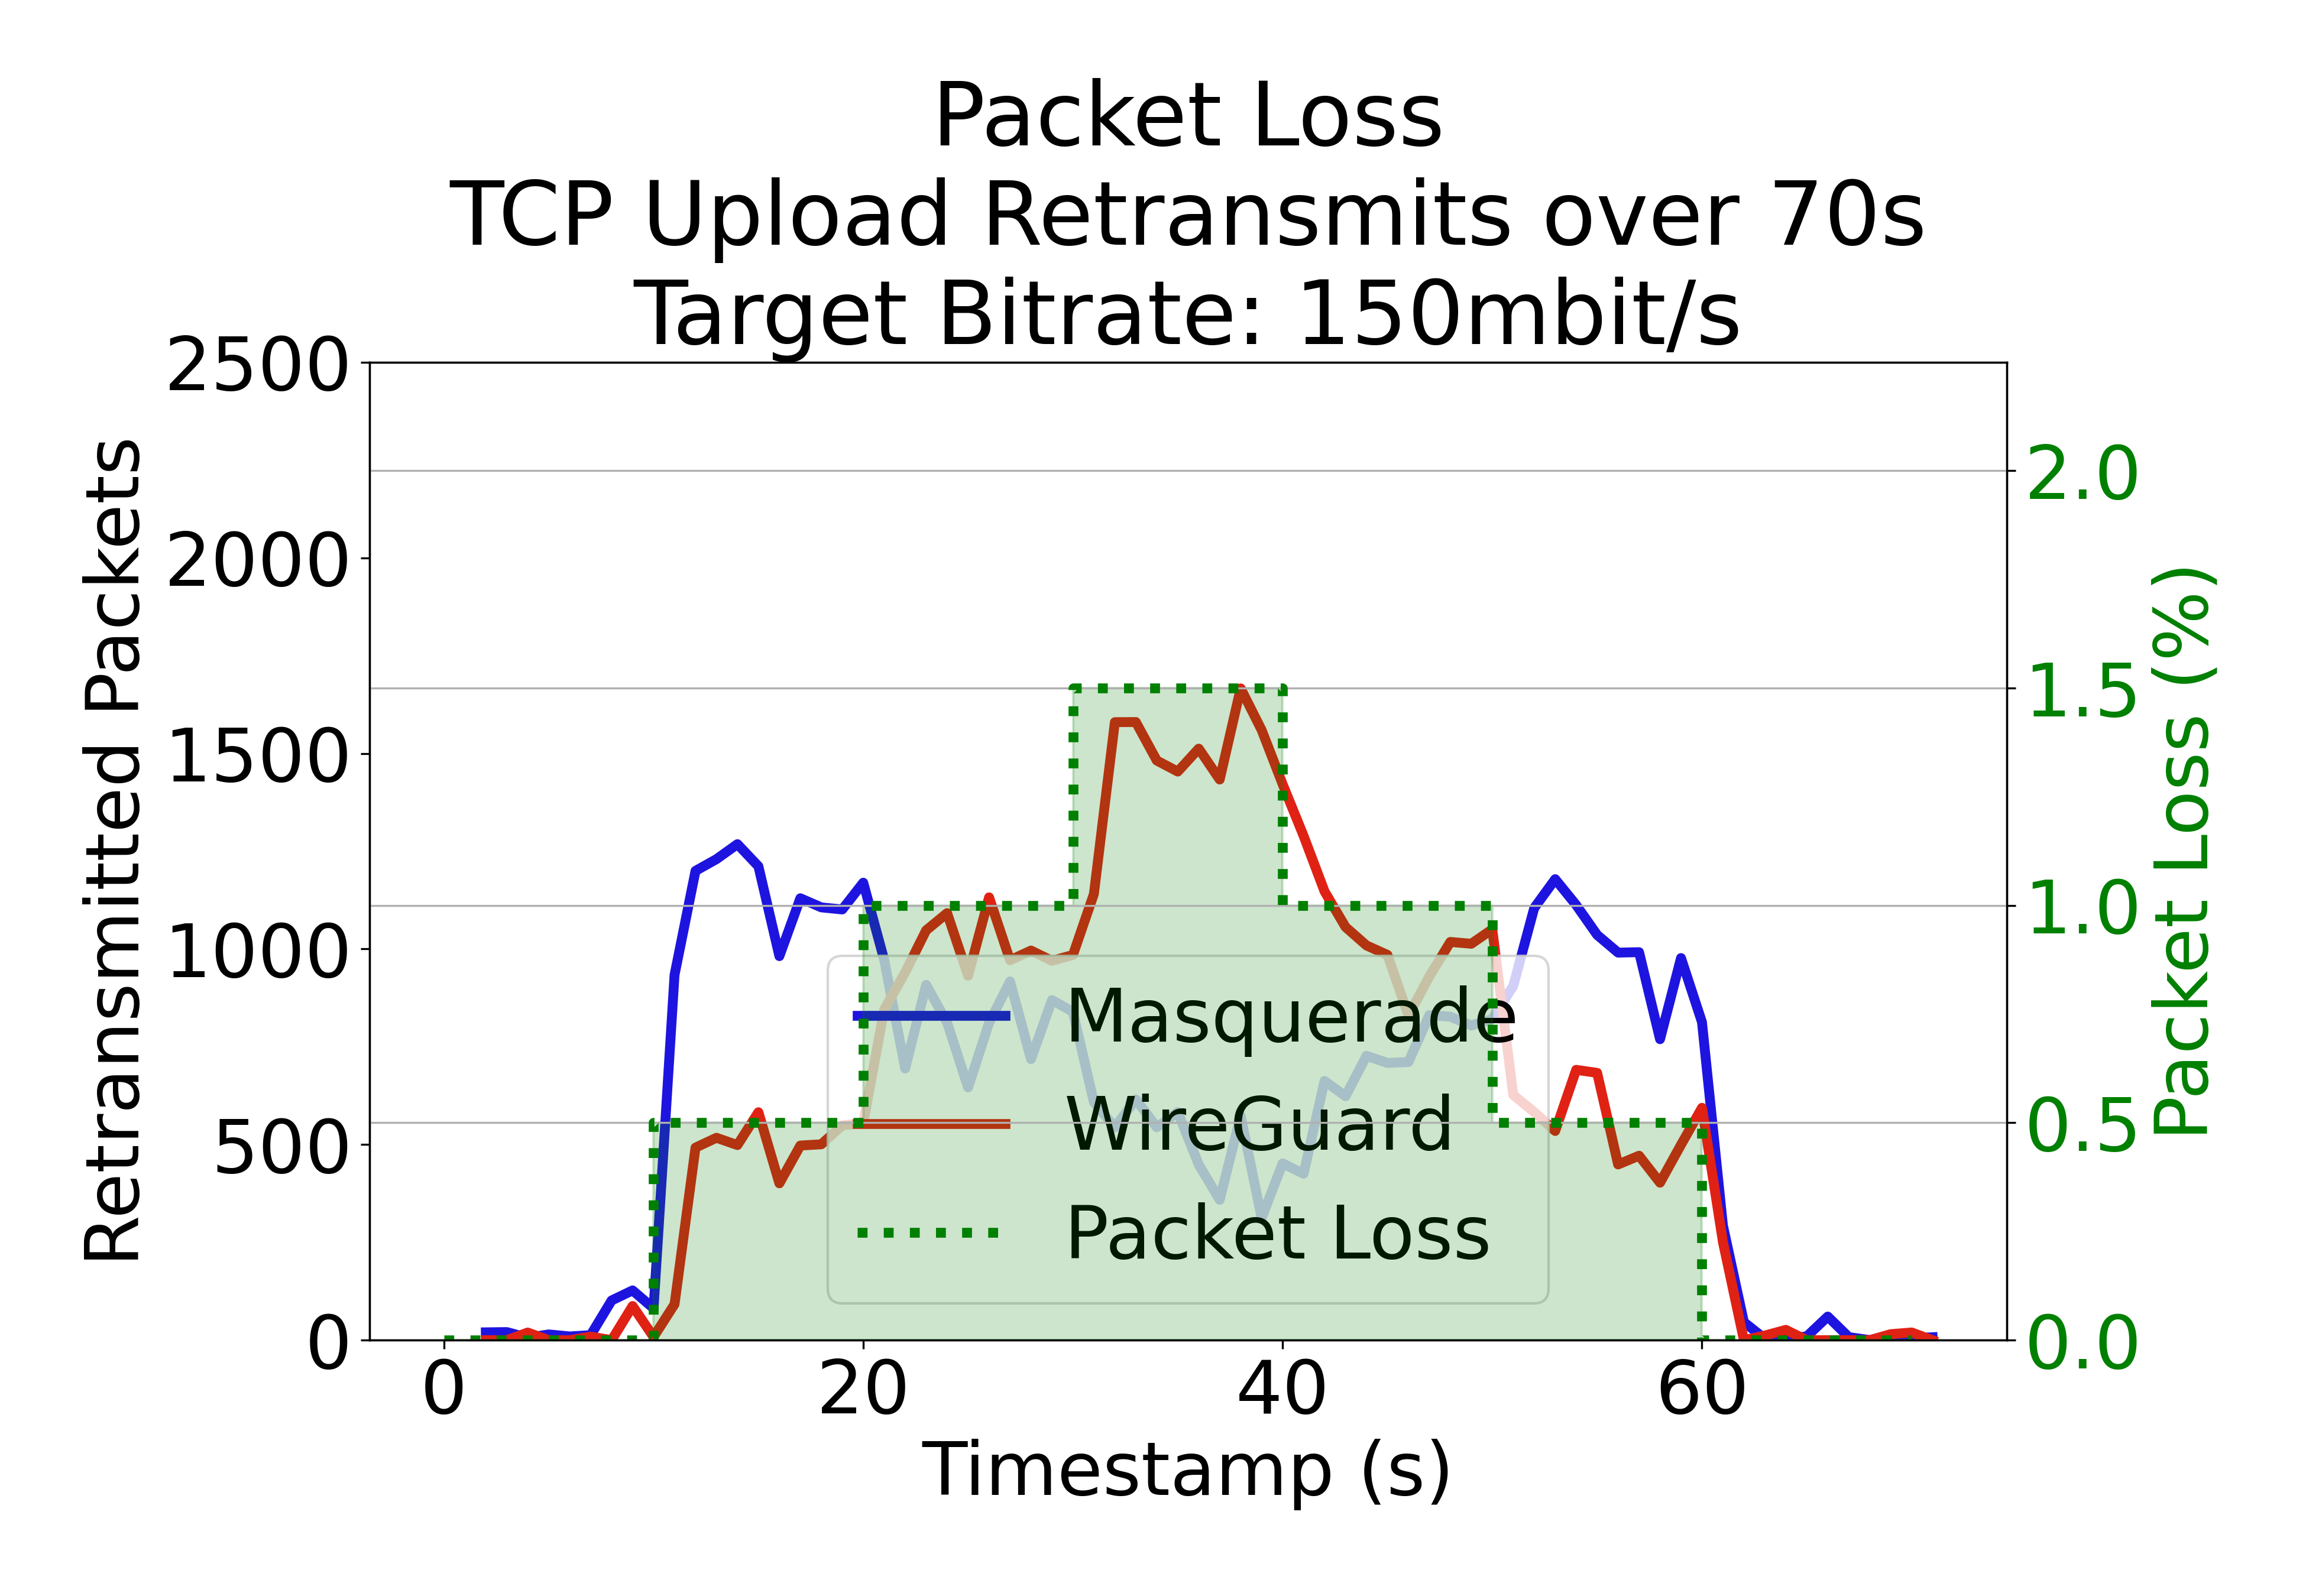 Packet Loss
TCP Upload Retransmits over 70s
Target Bitrate: 150mbit/s
Retransmitted Packets
2500
2000
1500
1000
500
0
2.0
1.5
1.0
0.5
0.0
Packet Loss (%)
Masquerade
WireGuard
Packet Loss
0 20 40 60
Timestamp (s)